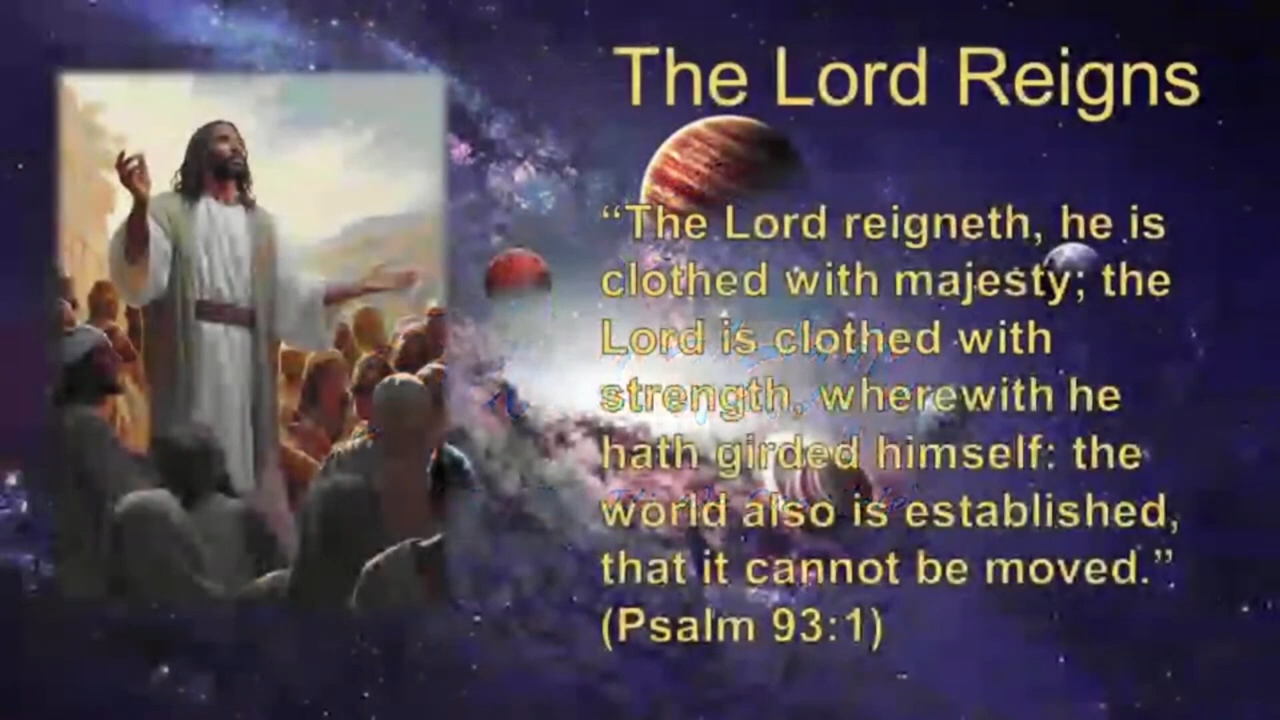 The Lord Reigns
“The Lord reigneth, he is
clothed with majesty; the
Lord is clothed with
strength, wherewith he
hath girded himself: the
world also is established,
that it cannot be moved.”
(Psalm 93:1)